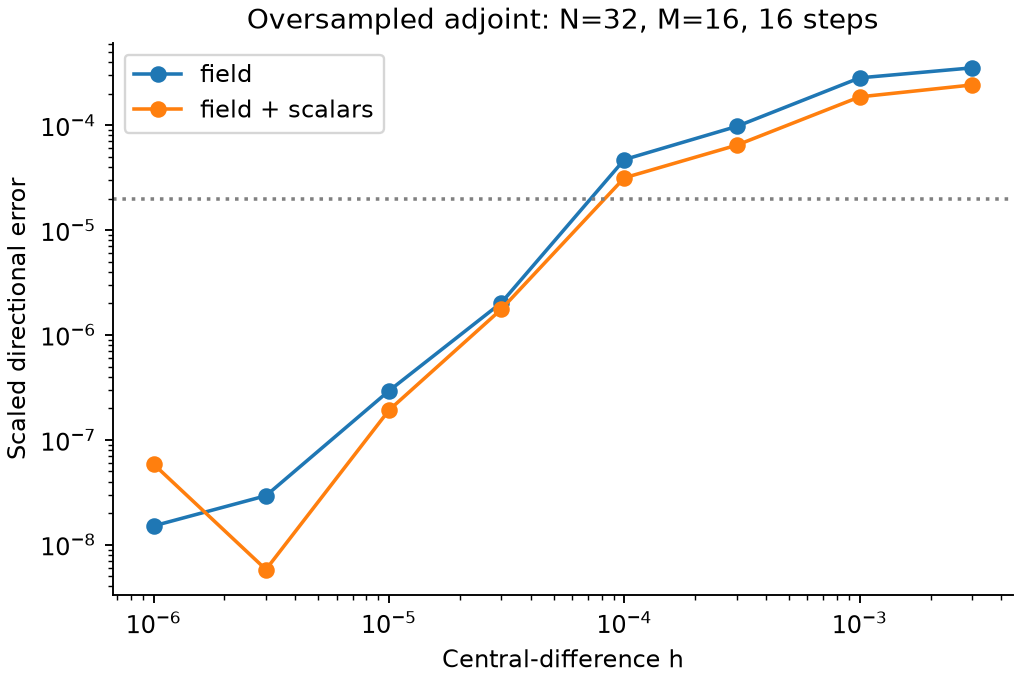 Oversampled adjoint: N=32, M=16, 16 steps
field
field + scalars
Scaled directional error
10⁻⁴
10⁻⁵
10⁻⁶
10⁻⁷
10⁻⁸
10⁻⁶ 10⁻⁵ 10⁻⁴ 10⁻³
Central-difference h